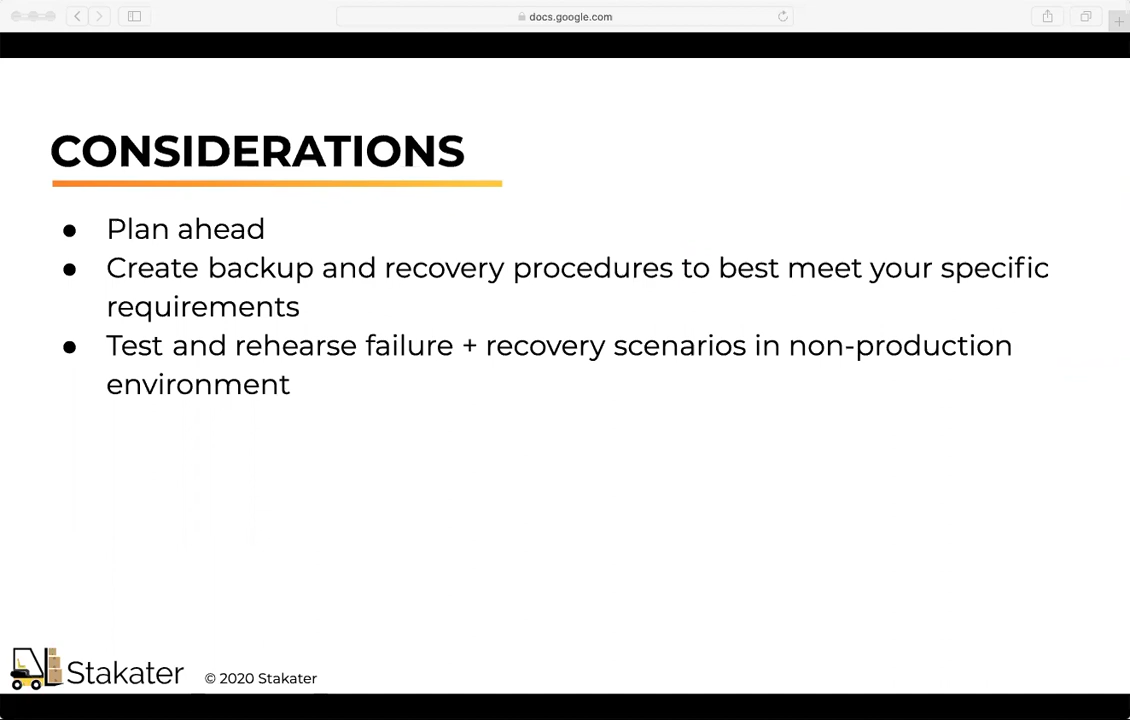 docs.google.com
CONSIDERATIONS
● Plan ahead
● Create backup and recovery procedures to best meet your specific
requirements
● Test and rehearse failure + recovery scenarios in non-production
environment
Stakater © 2020 Stakater